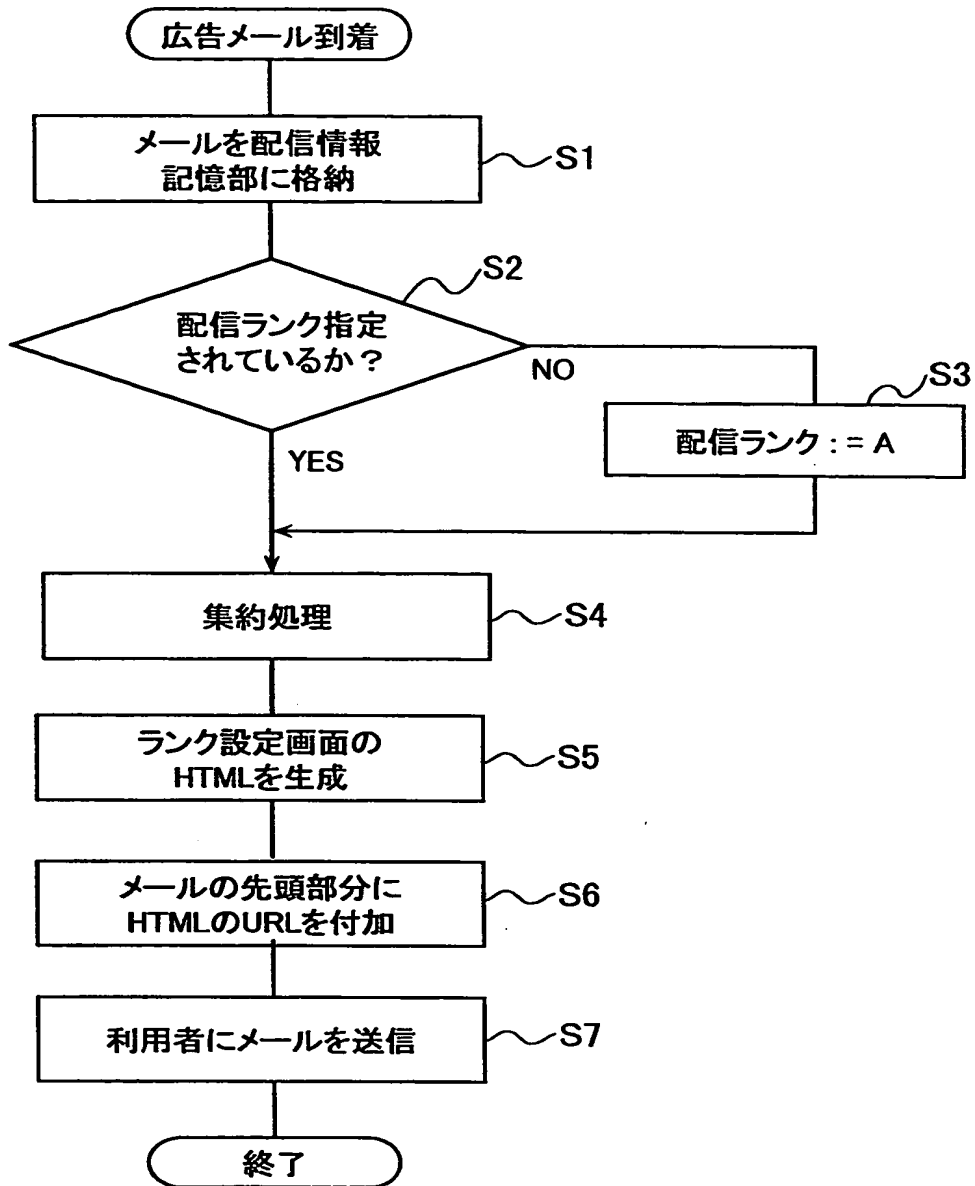 広告メール到着
メールを配信情報
記憶部に格納
S1
S2
配信ランク指定
されているか?
NO
S3
配信ランク:=A
YES
集約処理
S4
ランク設定画面の
HTMLを生成
S5
メールの先頭部分に
HTMLのURLを付加
S6
利用者にメールを送信
S7
終了